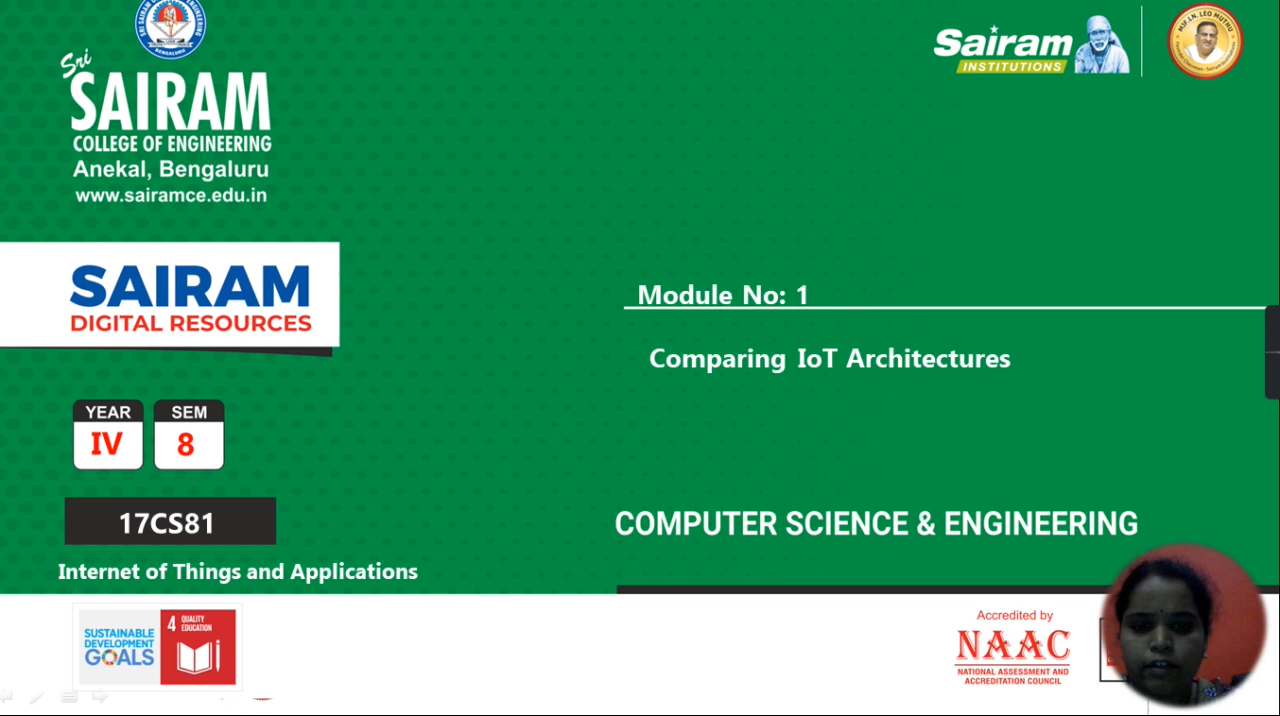 Sri
SAIRAM
COLLEGE OF ENGINEERING
Anekal, Bengaluru
www.sairamce.edu.in
Sairam
INSTITUTIONS
SAIRAM
DIGITAL RESOURCES
Module No: 1
Comparing IoT Architectures
YEAR
IV
SEM
8
17CS81
Internet of Things and Applications
COMPUTER SCIENCE & ENGINEERING
SUSTAINABLE
DEVELOPMENT
GOALS
4 QUALITY
EDUCATION
Accredited by
NAAC
NATIONAL ASSESSMENT AND
ACCREDITATION COUNCIL